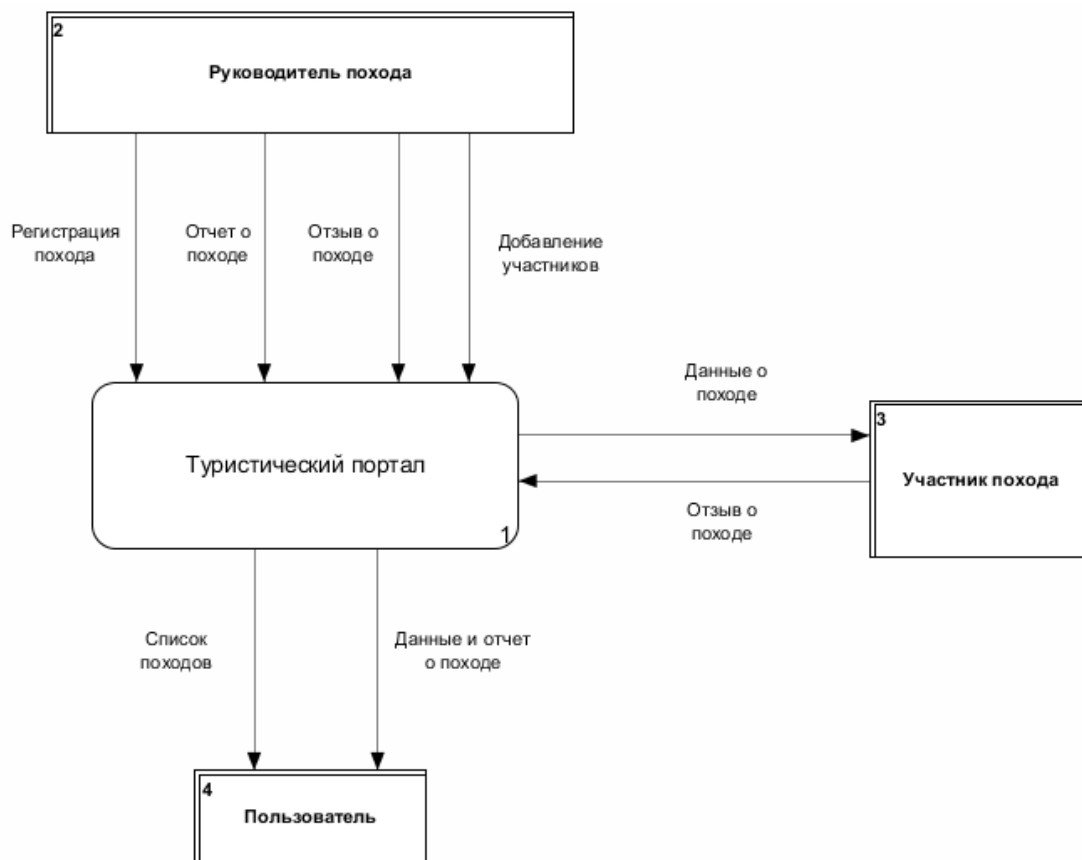 2
Руководитель похода
Регистрация
похода
Отчет о
походе
Отзыв о
походе
Добавление
участников
Туристический портал
1
Данные о
походе
3
Участник похода
Отзыв о
походе
Список
походов
Данные и отчет
о походе
4
Пользователь